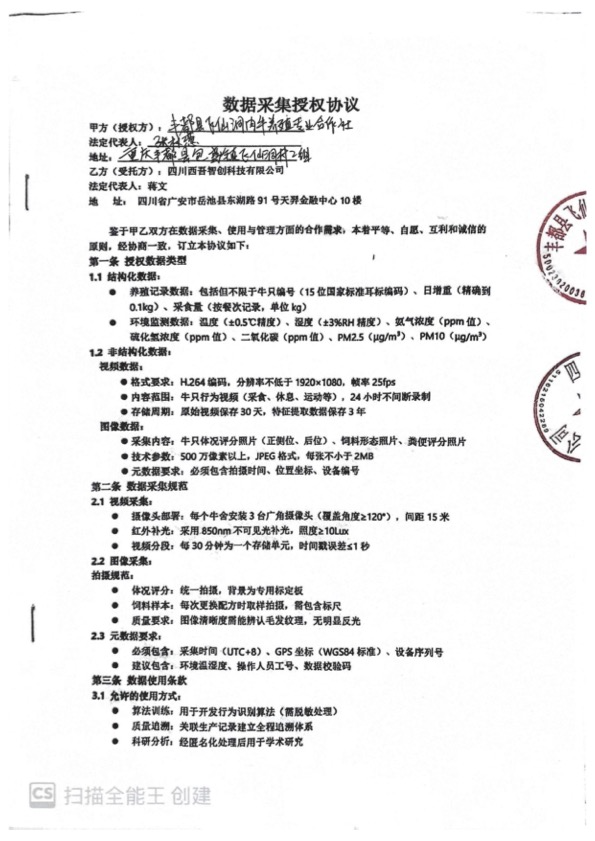 数据采集授权协议
甲方（授权方）：丰都县飞仙洞肉牛养殖专业合作社
法定代表人：
地址：重庆丰都县包鸾镇飞仙洞村二组
乙方（受托方）：四川西吾智创科技有限公司
法定代表人：蒋文
地 址： 四川省广安市岳池县东湖路 91 号天羿金融中心 10 楼
鉴于甲乙双方在数据采集、使用与管理方面的合作需求，本着平等、自愿、互利和诚信的
原则，经协商一致，订立本协议如下：
第一条 授权数据类型
1.1 结构化数据：
● 养殖记录数据：包括但不限于牛只编号（15 位国家标准耳标编码）、日增重（精确到
0.1kg）、采食量（按餐次记录，单位 kg）
● 环境监测数据：温度（±0.5℃精度）、湿度（±3%RH 精度）、氨气浓度（ppm 值）、
硫化氢浓度（ppm 值）、二氧化碳（ppm 值）、PM2.5（μg/m³）、PM10（μg/m³）
1.2 非结构化数据：
视频数据：
● 格式要求：H.264 编码，分辨率不低于 1920×1080，帧率 25fps
● 内容范围：牛只行为视频（采食、休息、运动等），24 小时不间断录制
● 存储周期：原始视频保存 30 天，特征提取数据保存 3 年
图像数据：
● 采集内容：牛只体况评分照片（正侧位、后位）、饲料形态照片、粪便评分照片
● 技术参数：500 万像素以上，JPEG 格式，每张不小于 2MB
● 元数据要求：必须包含拍摄时间、位置坐标、设备编号
第二条 数据采集规范
2.1 视频采集：
● 摄像头部署：每个牛舍安装 3 台广角摄像头（覆盖角度≥120°），间距 15 米
● 红外补光：采用 850nm 不可见光补光，照度≥10Lux
● 视频分段：每 30 分钟为一个存储单元，时间戳误差≤1 秒
2.2 图像采集：
拍摄规范：
● 体况评分：统一拍摄，背景为专用标定板
● 饲料样本：每次更换配方时取样拍摄，需包含标尺
● 质量要求：图像清晰度需能辨认毛发纹理，无明显反光
2.3 元数据要求：
● 必须包含：采集时间（UTC+8）、GPS 坐标（WGS84 标准）、设备序列号
● 建议包含：环境温湿度、操作人员工号、数据校验码
第三条 数据使用条款
3.1 允许的使用方式：
● 算法训练：用于开发行为识别算法（需脱敏处理）
● 质量追溯：关联生产记录建立全程追溯体系
● 科研分析：经匿名化处理后用于学术研究
丰都县飞仙
四
公司
CS 扫描全能王 创建